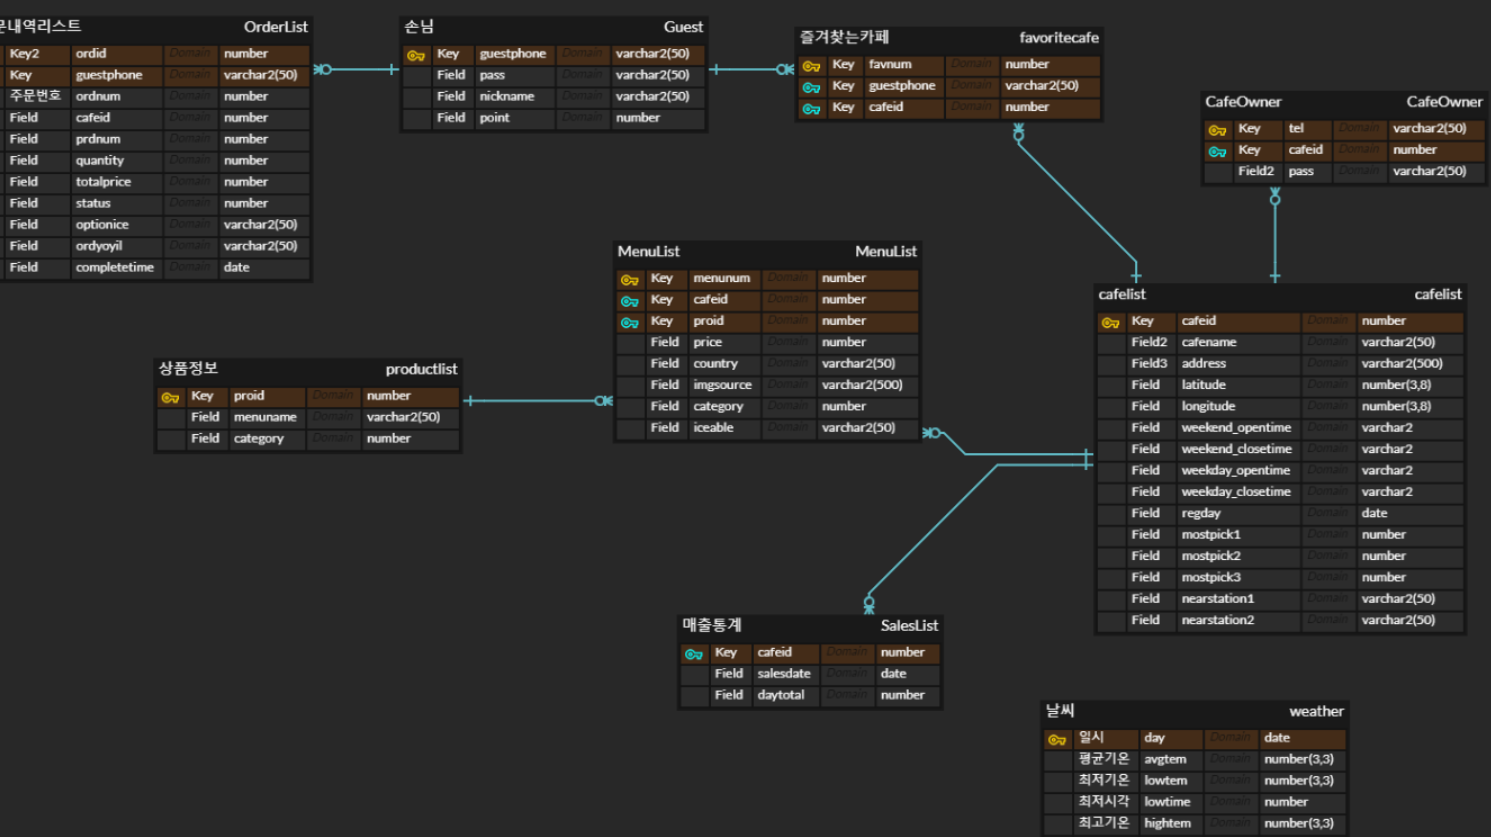 문내역리스트 OrderList
Key2 ordid Domain number
Key guestphone Domain varchar2(50)
주문번호 ordnum Domain number
Field cafeid Domain number
Field prdnum Domain number
Field quantity Domain number
Field totalprice Domain number
Field status Domain number
Field optionice Domain varchar2(50)
Field ordyoyil Domain varchar2(50)
Field completetime Domain date
손님 Guest
Key guestphone Domain varchar2(50)
Field pass Domain varchar2(50)
Field nickname Domain varchar2(50)
Field point Domain number
즐겨찾는카페 favoritecafe
Key favnum Domain number
Key guestphone Domain varchar2(50)
Key cafeid Domain number
CafeOwner CafeOwner
Key tel Domain varchar2(50)
Key cafeid Domain number
Field2 pass Domain varchar2(50)
MenuList MenuList
Key menunum Domain number
Key cafeid Domain number
Key proid Domain number
Field price Domain number
Field country Domain varchar2(50)
Field imgsource Domain varchar2(500)
Field category Domain number
Field iceable Domain varchar2(50)
cafelist cafelist
Key cafeid Domain number
Field2 cafename Domain varchar2(50)
Field3 address Domain varchar2(500)
Field latitude Domain number(3,8)
Field longitude Domain number(3,8)
Field weekend_opentime Domain varchar2
Field weekend_closetime Domain varchar2
Field weekday_opentime Domain varchar2
Field weekday_closetime Domain varchar2
Field regday Domain date
Field mostpick1 Domain number
Field mostpick2 Domain number
Field mostpick3 Domain number
Field nearstation1 Domain varchar2(50)
Field nearstation2 Domain varchar2(50)
상품정보 productlist
Key proid Domain number
Field menuname Domain varchar2(50)
Field category Domain number
매출통계 SalesList
Key cafeid Domain number
Field salesdate Domain date
Field daytotal Domain number
날씨 weather
일시 day Domain date
평균기온 avgtem Domain number(3,3)
최저기온 lowtem Domain number(3,3)
최저시각 lowtime Domain number
최고기온 hightem Domain number(3,3)